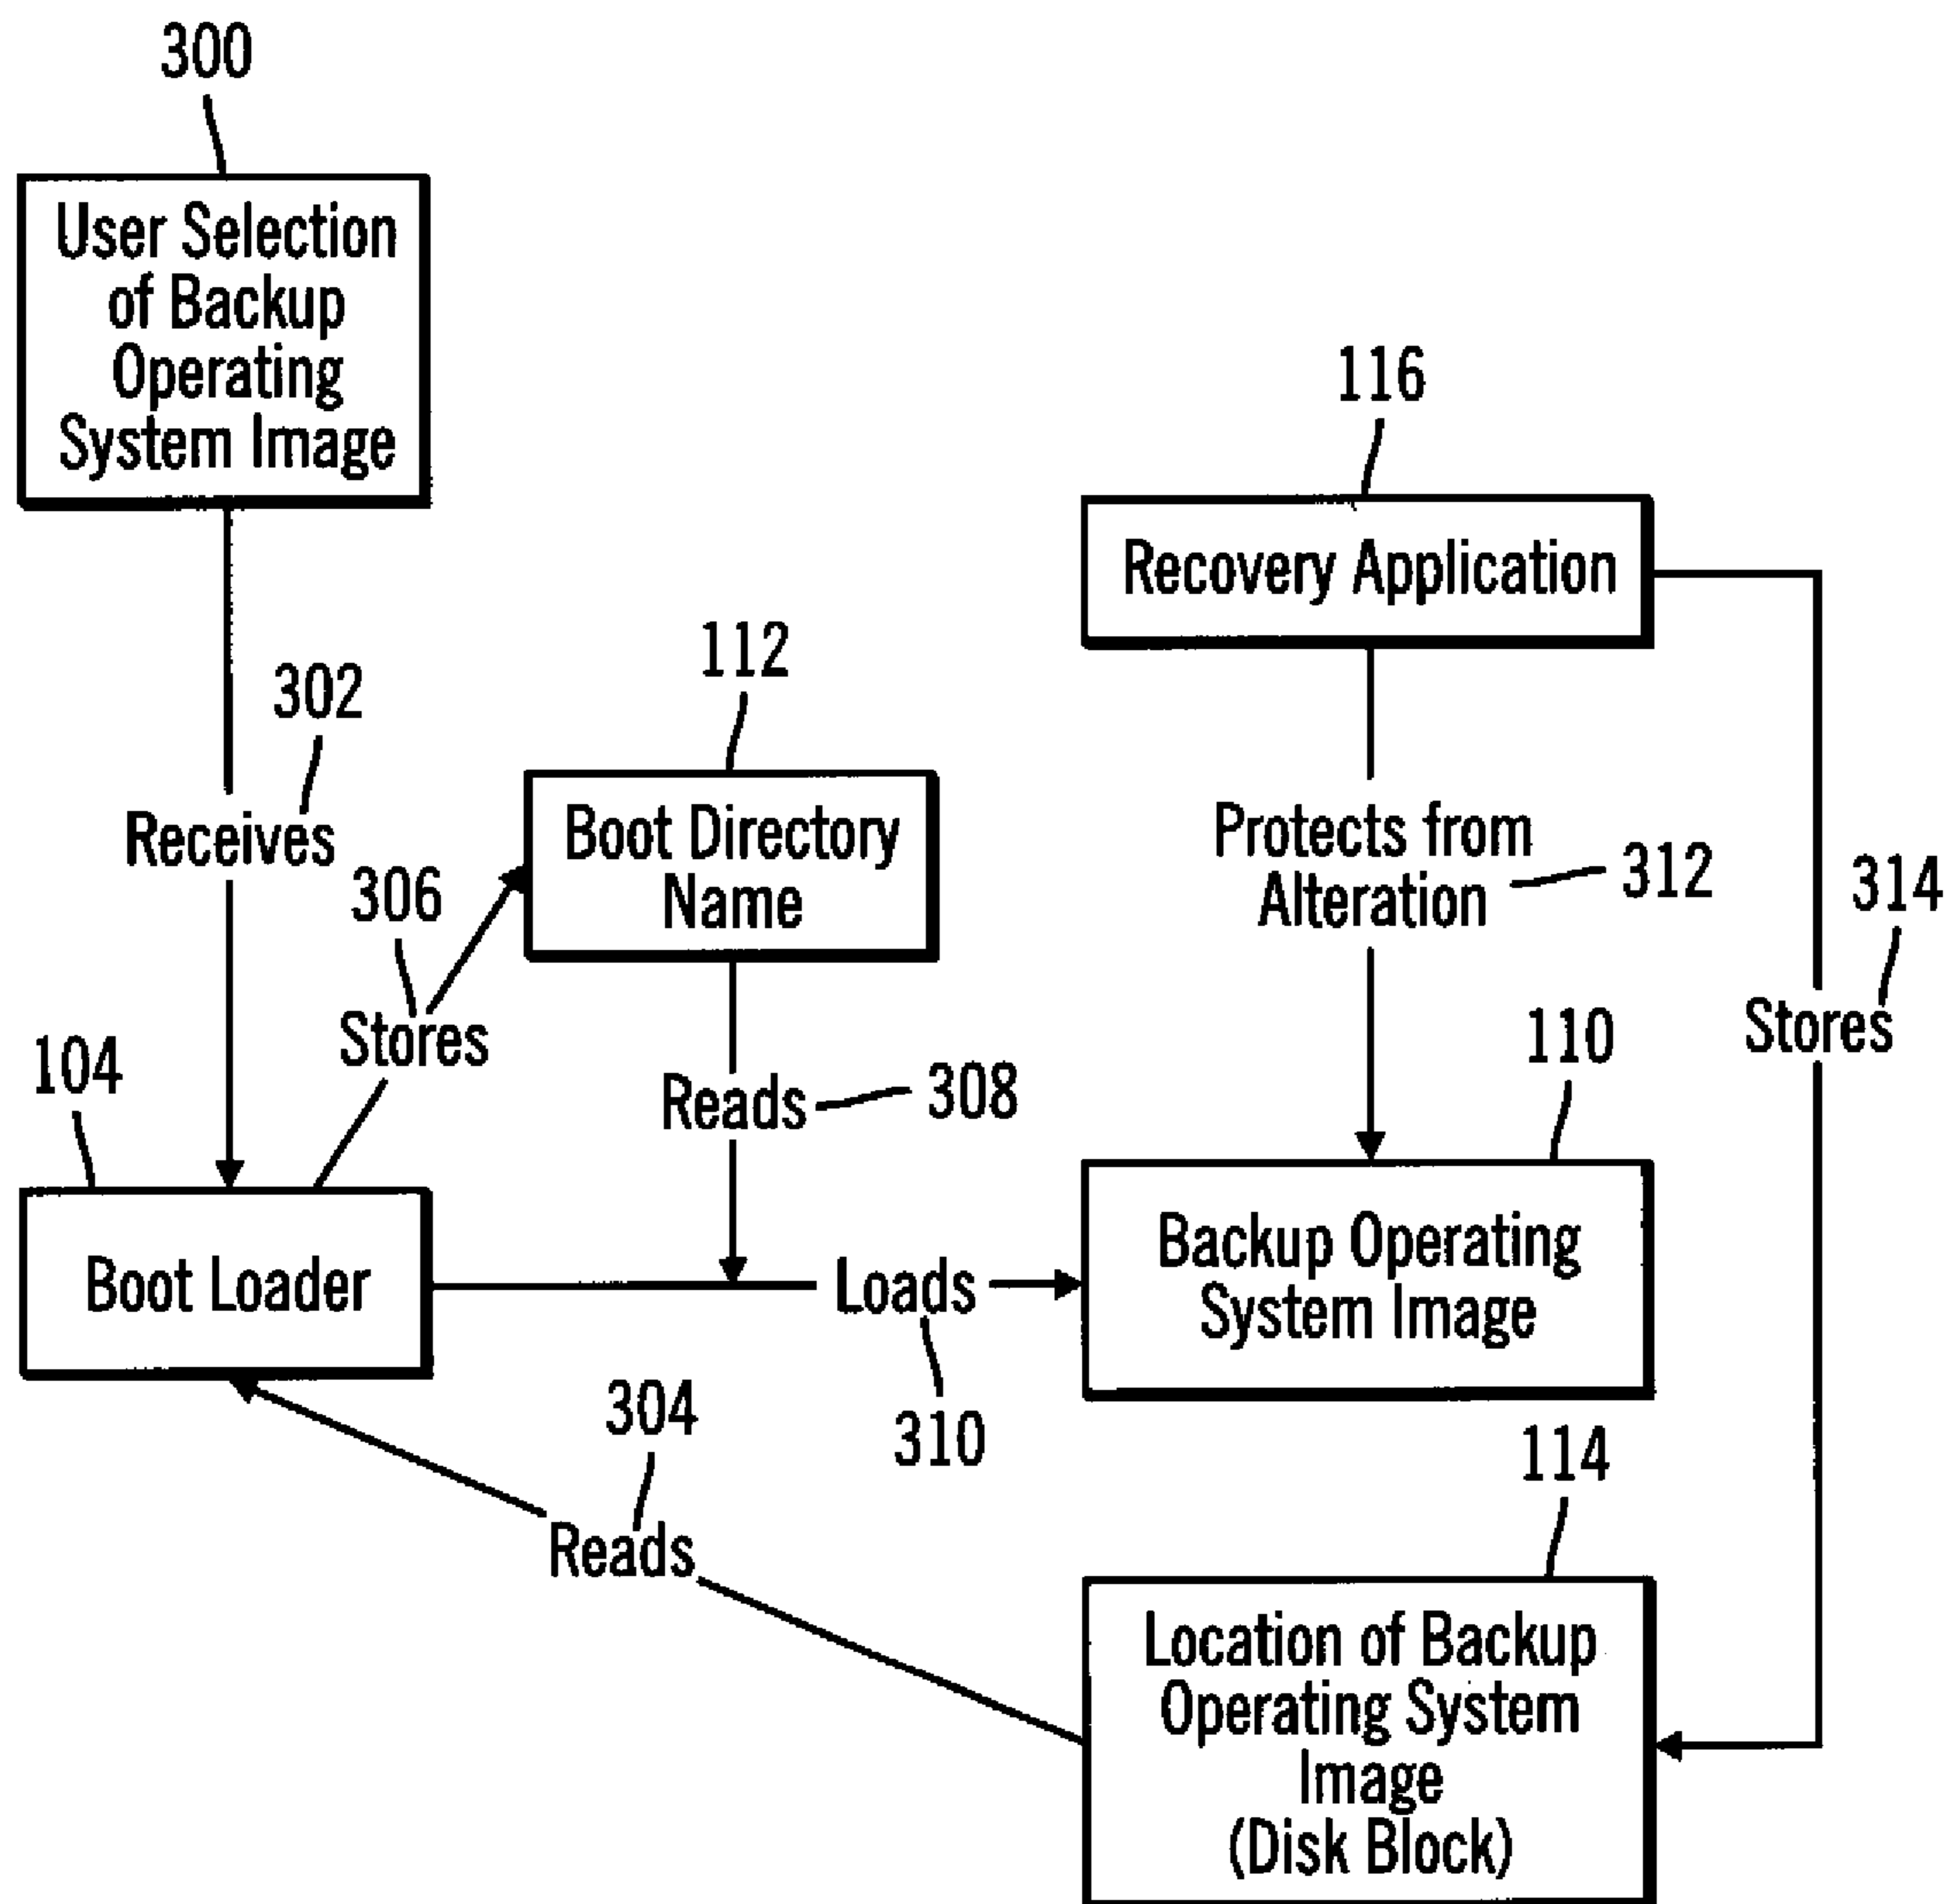 300
User Selection
of Backup
Operating
System Image
116
Recovery Application
302
112
Receives
Boot Directory
Name
Protects from
Alteration
312
314
306
Stores
Stores
104
110
Reads
308
Boot Loader
Loads
Backup Operating
System Image
304
310
114
Reads
Location of Backup
Operating System
Image
(Disk Block)